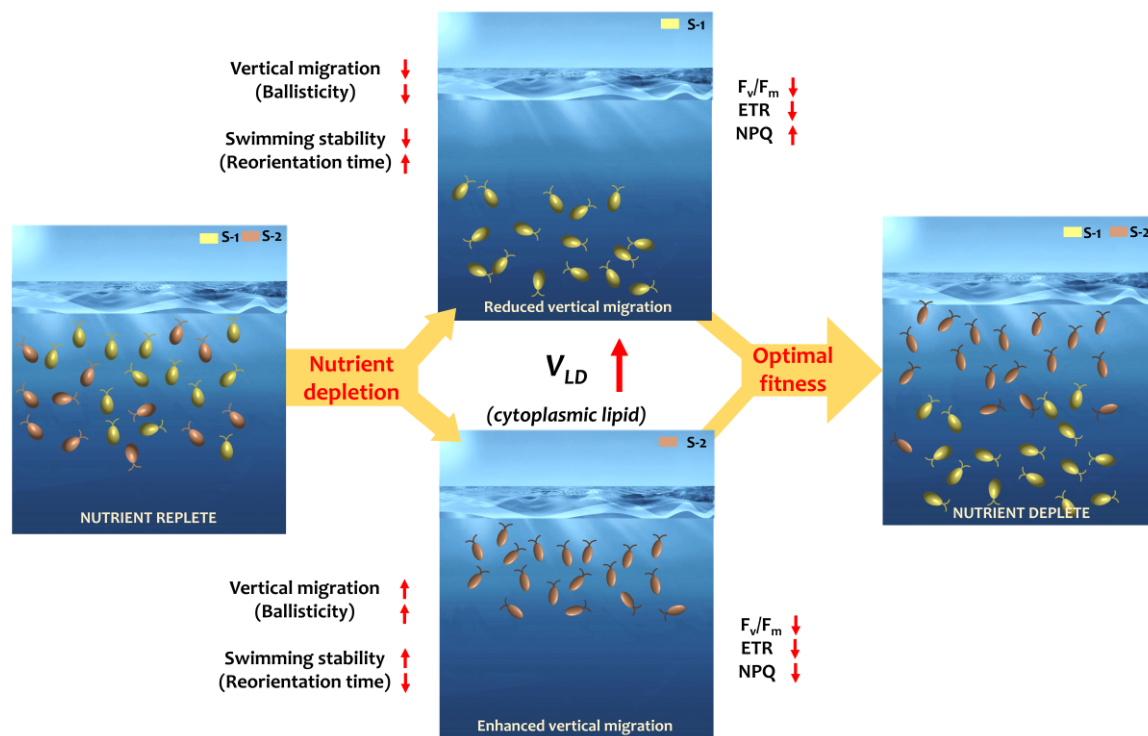 S-1
Vertical migration
(Ballisticity)
Swimming stability
(Reorientation time)
Fv/Fm
ETR
NPQ
Reduced vertical migration
S-1 S-2
NUTRIENT REPLETE
Nutrient
depletion
VLD
(cytoplasmic lipid)
Optimal
fitness
S-1 S-2
NUTRIENT DEPLETE
S-2
Vertical migration
(Ballisticity)
Swimming stability
(Reorientation time)
Fv/Fm
ETR
NPQ
Enhanced vertical migration